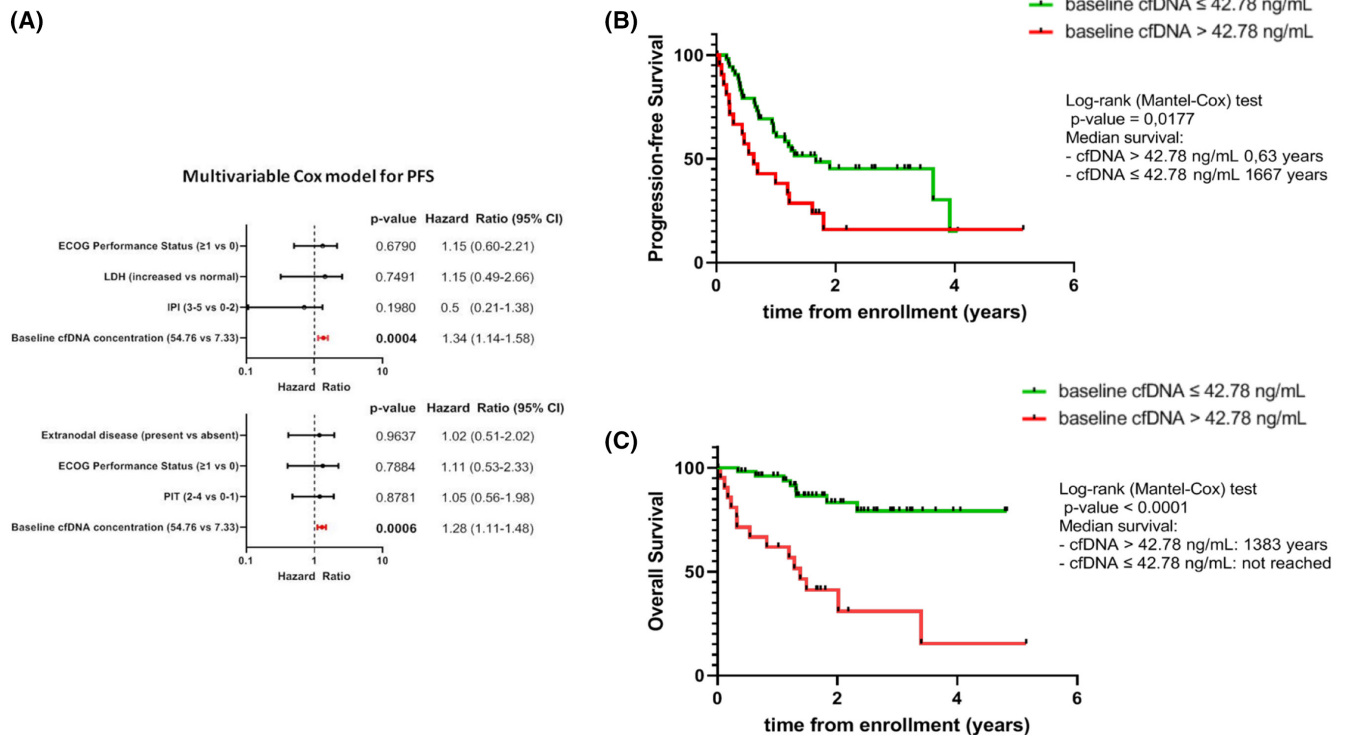 (A)
Multivariable Cox model for PFS
p-value Hazard Ratio (95% CI)
ECOG Performance Status (≥1 vs 0) 0.6790 1.15 (0.60-2.21)
LDH (increased vs normal) 0.7491 1.15 (0.49-2.66)
IPI (3-5 vs 0-2) 0.1980 0.5 (0.21-1.38)
Baseline cfDNA concentration (54.76 vs 7.33) 0.0004 1.34 (1.14-1.58)
0.1 1 10
Hazard Ratio
p-value Hazard Ratio (95% CI)
Extranodal disease (present vs absent) 0.9637 1.02 (0.51-2.02)
ECOG Performance Status (≥1 vs 0) 0.7884 1.11 (0.53-2.33)
PIT (2-4 vs 0-1) 0.8781 1.05 (0.56-1.98)
Baseline cfDNA concentration (54.76 vs 7.33) 0.0006 1.28 (1.11-1.48)
0.1 1 10
Hazard Ratio
(B)
baseline cfDNA ≤ 42.78 ng/mL
baseline cfDNA > 42.78 ng/mL
Progression-free Survival
100
50
0
0 2 4 6
time from enrollment (years)
Log-rank (Mantel-Cox) test
p-value = 0,0177
Median survival:
- cfDNA > 42.78 ng/mL 0,63 years
- cfDNA ≤ 42.78 ng/mL 1667 years
(C)
baseline cfDNA ≤ 42.78 ng/mL
baseline cfDNA > 42.78 ng/mL
Overall Survival
100
50
0
0 2 4 6
time from enrollment (years)
Log-rank (Mantel-Cox) test
p-value < 0.0001
Median survival:
- cfDNA > 42.78 ng/mL: 1383 years
- cfDNA ≤ 42.78 ng/mL: not reached